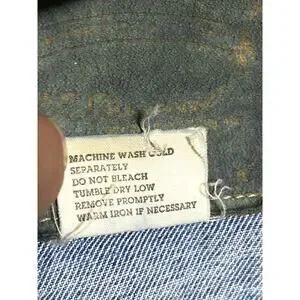 MACHINE WASH COLD
SEPARATELY
DO NOT BLEACH
TUMBLE DRY LOW
REMOVE PROMPTLY
WARM IRON IF NECESSARY